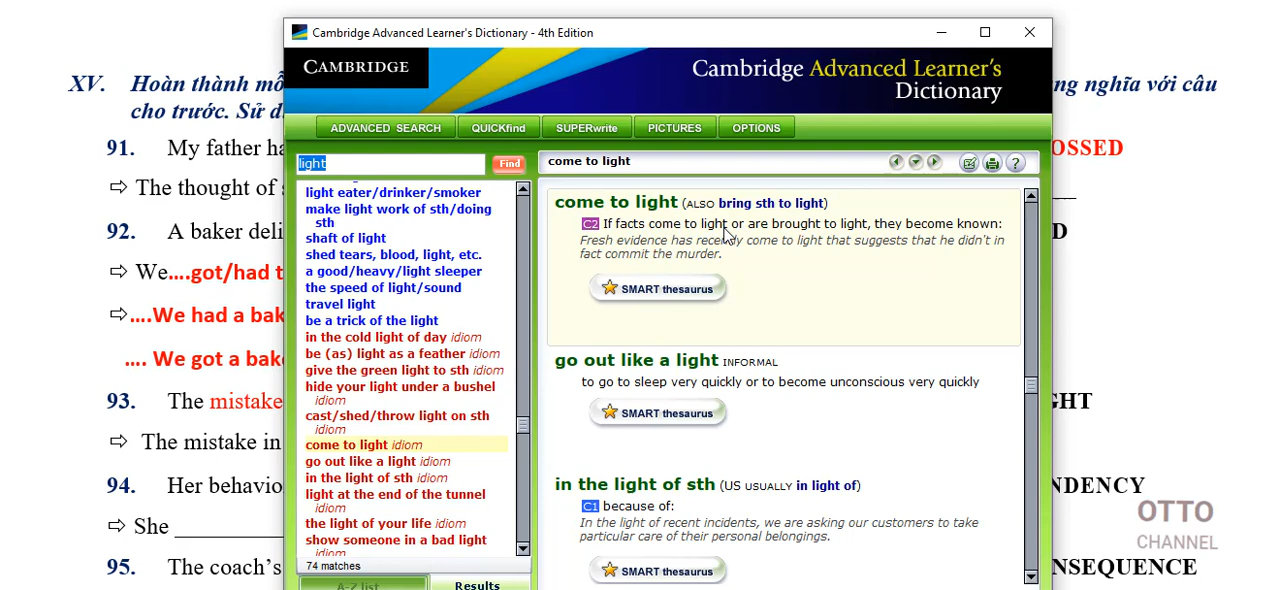 Cambridge Advanced Learner's Dictionary - 4th Edition
CAMBRIDGE
Cambridge Advanced Learner's
Dictionary
ADVANCED SEARCH QUICKfind SUPERwrite PICTURES OPTIONS
light Find
come to light
light eater/drinker/smoker
make light work of sth/doing
sth
shaft of light
shed tears, blood, light, etc.
a good/heavy/light sleeper
the speed of light/sound
travel light
be a trick of the light
in the cold light of day idiom
be (as) light as a feather idiom
give the green light to sth idiom
hide your light under a bushel
idiom
cast/shed/throw light on sth
idiom
come to light idiom
go out like a light idiom
in the light of sth idiom
light at the end of the tunnel
idiom
the light of your life idiom
show someone in a bad light
idiom
74 matches
A-Z list Results
come to light (ALSO bring sth to light)
C2 If facts come to light or are brought to light, they become known:
Fresh evidence has recently come to light that suggests that he didn't in
fact commit the murder.
SMART thesaurus
go out like a light INFORMAL
to go to sleep very quickly or to become unconscious very quickly
SMART thesaurus
in the light of sth (US USUALLY in light of)
C1 because of:
In the light of recent incidents, we are asking our customers to take
particular care of their personal belongings.
SMART thesaurus
XV. Hoàn thành mỗ
ng nghĩa với câu
cho trước. Sử d
91. My father ha
OSSED
⇨ The thought of s
92. A baker deli
D
⇨ We....got/had t
⇨....We had a bak
.... We got a bake
93. The mistake
GHT
⇨ The mistake in
94. Her behavio
NDENCY
⇨ She
95. The coach's
NSEQUENCE
OTTO
CHANNEL